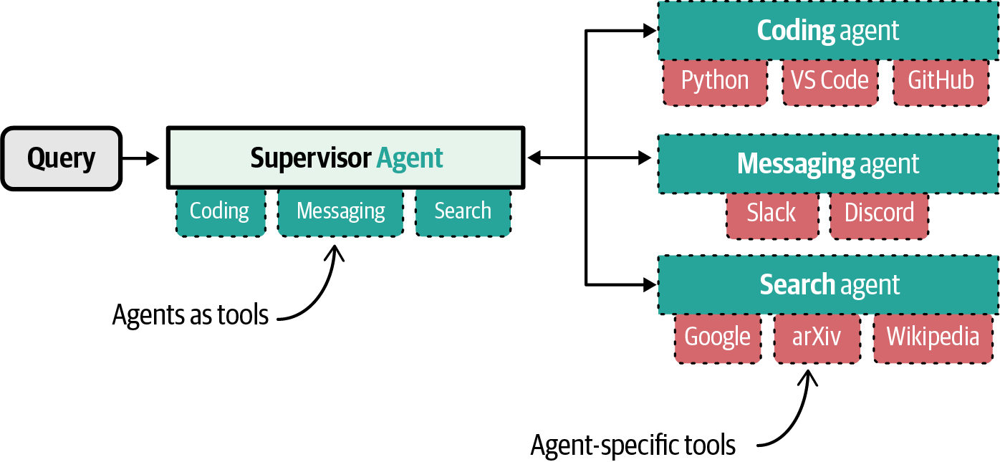 Query
Supervisor Agent
Coding
Messaging
Search
Agents as tools
Coding agent
Python
VS Code
GitHub
Messaging agent
Slack
Discord
Search agent
Google
arXiv
Wikipedia
Agent-specific tools